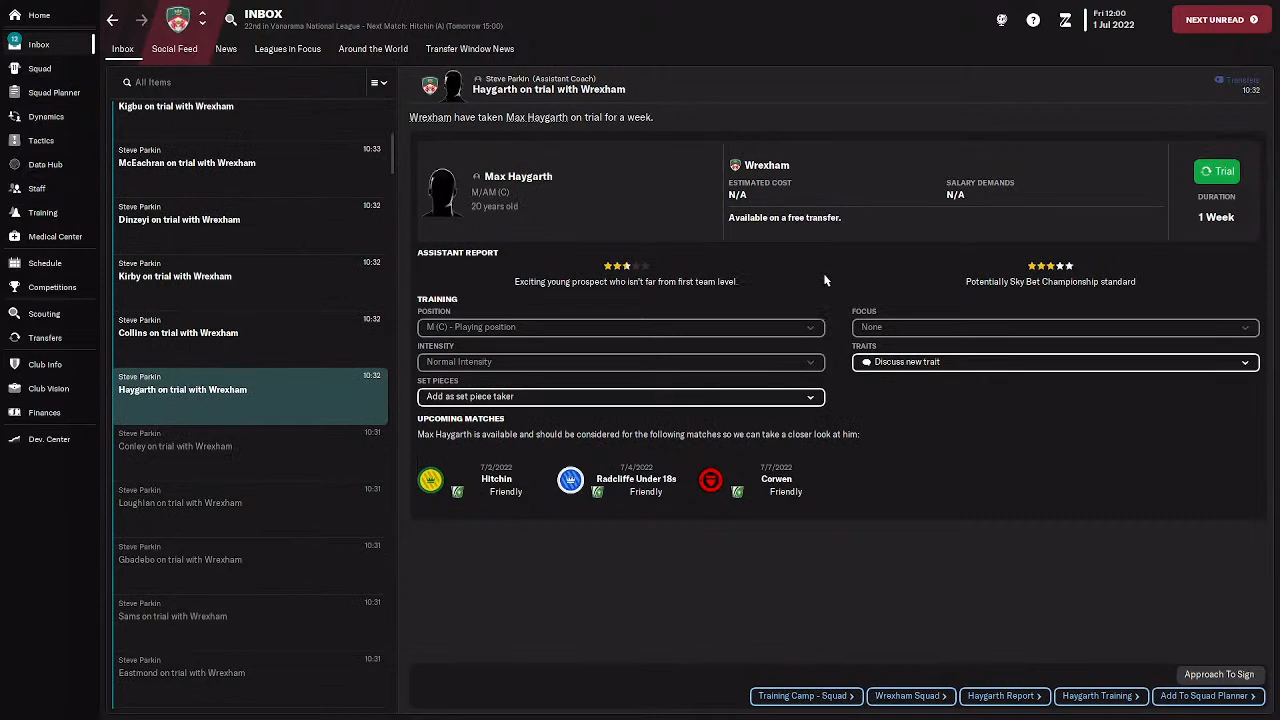 Home
INBOX
22nd in Vanarama National League - Next Match: Hitchin (A) (Tomorrow 15:00)
Fri 12:00
1 Jul 2022
NEXT UNREAD
Inbox
Social Feed
News
Leagues in Focus
Around the World
Transfer Window News
12
Inbox
Squad
Squad Planner
Dynamics
Tactics
Data Hub
Staff
Training
Medical Center
Schedule
Competitions
Scouting
Transfers
Club Info
Club Vision
Finances
Dev. Center
All Items
Kigbu on trial with Wrexham
Steve Parkin 10:33
McEachran on trial with Wrexham
Steve Parkin 10:32
Dinzeyi on trial with Wrexham
Steve Parkin 10:32
Kirby on trial with Wrexham
Steve Parkin 10:32
Collins on trial with Wrexham
Steve Parkin 10:32
Haygarth on trial with Wrexham
Steve Parkin 10:31
Conley on trial with Wrexham
Steve Parkin 10:31
Loughlan on trial with Wrexham
Steve Parkin 10:31
Gbadebo on trial with Wrexham
Steve Parkin 10:31
Sams on trial with Wrexham
Steve Parkin 10:31
Eastmond on trial with Wrexham
Steve Parkin (Assistant Coach)
Haygarth on trial with Wrexham
Transfers
10:32
Wrexham have taken Max Haygarth on trial for a week.
Max Haygarth
M/AM (C)
20 years old
Wrexham
ESTIMATED COST SALARY DEMANDS
N/A N/A
Available on a free transfer.
Trial
DURATION
1 Week
ASSISTANT REPORT
Exciting young prospect who isn't far from first team level. Potentially Sky Bet Championship standard
TRAINING
POSITION FOCUS
M (C) - Playing position None
INTENSITY TRAITS
Normal Intensity Discuss new trait
SET PIECES
Add as set piece taker
UPCOMING MATCHES
Max Haygarth is available and should be considered for the following matches so we can take a closer look at him:
7/2/2022 7/4/2022 7/7/2022
Hitchin Radcliffe Under 18s Corwen
Friendly Friendly Friendly
Approach To Sign
Training Camp - Squad > Wrexham Squad > Haygarth Report > Haygarth Training > Add To Squad Planner >